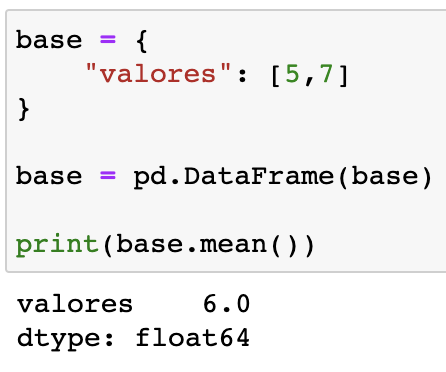 base = {
    "valores": [5,7]
}
base = pd.DataFrame(base)
print(base.mean())
valores    6.0
dtype: float64